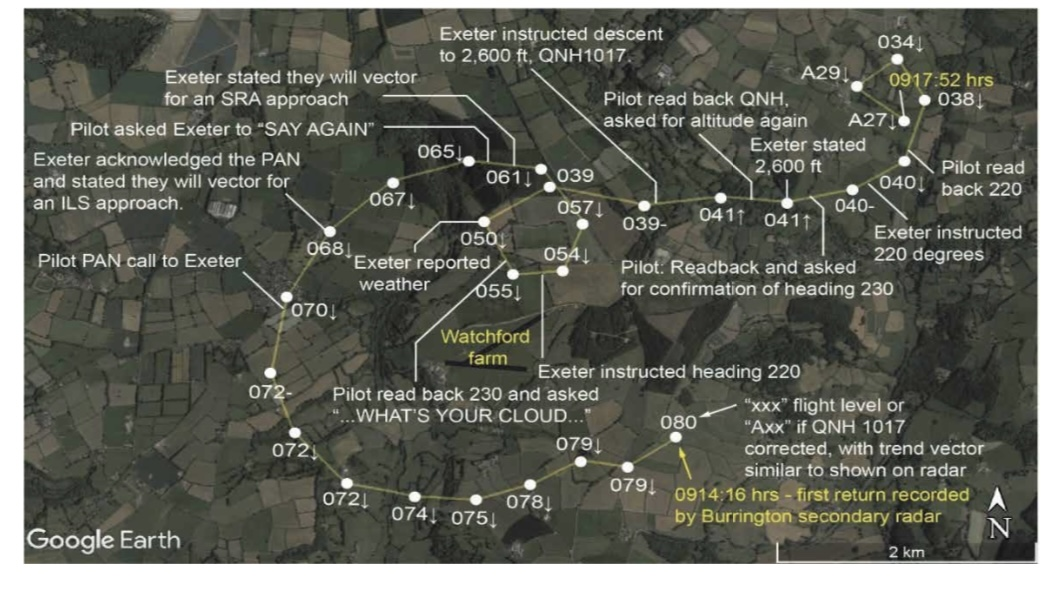 Exeter instructed descent
to 2,600 ft, QNH1017.
034↓
A29↓
0917:52 hrs
038↓
A27↓
Exeter stated they will vector
for an SRA approach
Pilot read back QNH,
asked for altitude again
Pilot asked Exeter to “SAY AGAIN”
Exeter stated
2,600 ft
065↓
061↓
039
Exeter acknowledged the PAN
and stated they will vector for
an ILS approach.
Pilot read
back 220
040↓
067↓
057↓
039-
041↑
041↑
040-
068↓
050↓
Exeter instructed
220 degrees
Pilot PAN call to Exeter
Exeter reported
weather
054↓
055↓
Pilot: Readback and asked
for confirmation of heading 230
070↓
Watchford
farm
Exeter instructed heading 220
072-
Pilot read back 230 and asked
“...WHAT’S YOUR CLOUD...”
“xxx” flight level or
“Axx” if QNH 1017
corrected, with trend vector
similar to shown on radar
080
072↓
079↓
079↓
072↓
074↓
075↓
078↓
0914:16 hrs - first return recorded
by Burrington secondary radar
N
Google Earth
2 km